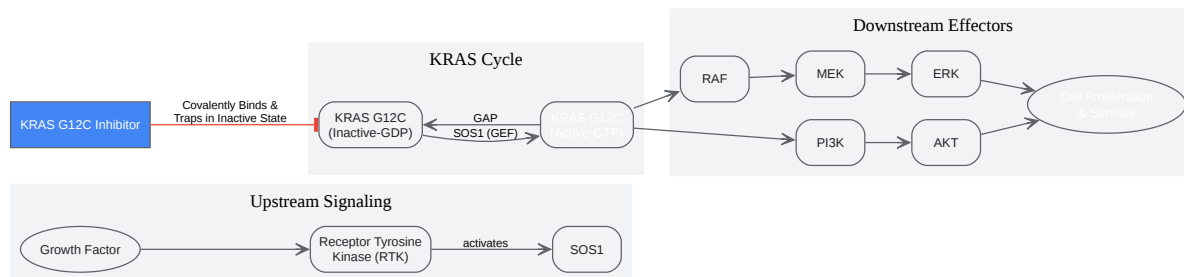 Downstream Effectors
KRAS Cycle
RAF
MEK
ERK
Cell Proliferation
& Survival
KRAS G12C Inhibitor
Covalently Binds &
Traps in Inactive State
KRAS G12C
(Inactive-GDP)
GAP
SOS1 (GEF)
KRAS G12C
(Active-GTP)
PI3K
AKT
Upstream Signaling
Growth Factor
Receptor Tyrosine
Kinase (RTK)
activates
SOS1